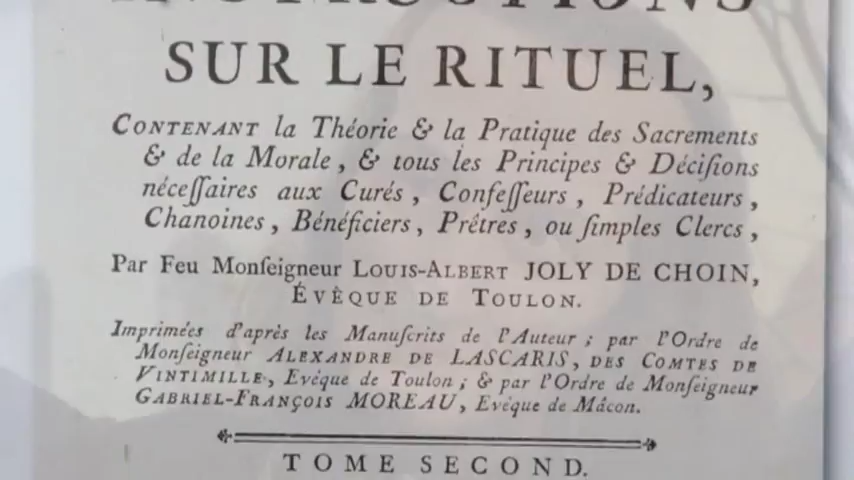 INSTRUCTIONS
SUR LE RITUEL,
CONTENANT la Théorie & la Pratique des Sacrements
& de la Morale, & tous les Principes & Déciſions
néceſſaires aux Curés, Confeſſeurs, Prédicateurs,
Chanoines, Bénéficiers, Prêtres, ou ſimples Clercs,
Par Feu Monſeigneur LOUIS-ALBERT JOLY DE CHOIN,
ÉVÊQUE DE TOULON.
Imprimées d'après les Manuſcrits de l'Auteur; par l'Ordre de
Monſeigneur ALEXANDRE DE LASCARIS, DES COMTES DE
VINTIMILLE, Evêque de Toulon; & par l'Ordre de Monſeigneur
GABRIEL-FRANÇOIS MOREAU, Evêque de Mâcon.
TOME SECOND.